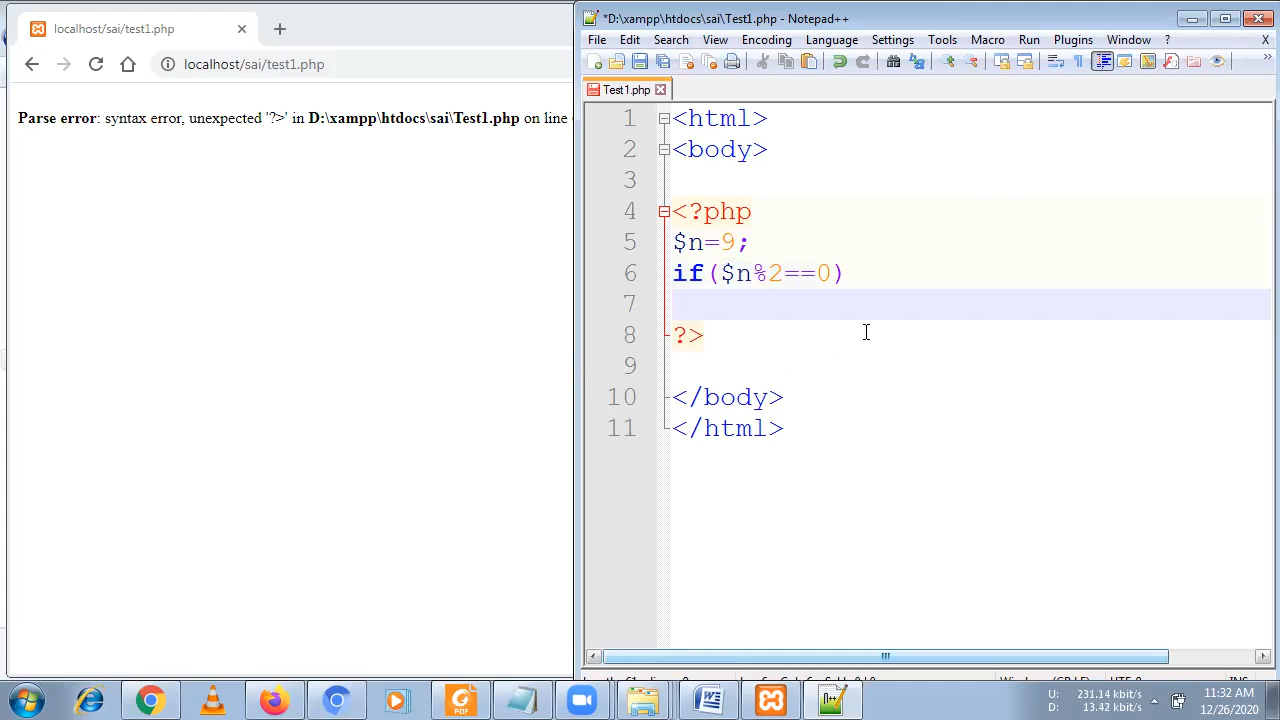 localhost/sai/test1.php
localhost/sai/test1.php
Parse error: syntax error, unexpected '?>' in D:\xampp\htdocs\sai\Test1.php on line
*D:\xampp\htdocs\sai\Test1.php - Notepad++
File Edit Search View Encoding Language Settings Tools Macro Run Plugins Window ? X
Test1.php
1 <html>
2 <body>
3
4 <?php
5 $n=9;
6 if($n%2==0)
7
8 ?>
9
10 </body>
11 </html>
U: 231.14 kbit/s
D: 13.42 kbit/s
11:32 AM
12/26/2020